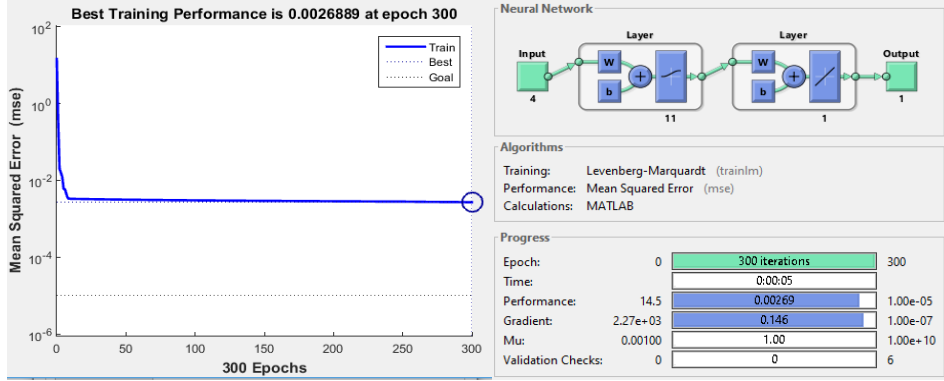 Best Training Performance is 0.0026889 at epoch 300
Mean Squared Error (mse)
10^2
10^0
10^-2
10^-4
10^-6
0 50 100 150 200 250 300
300 Epochs
Train
Best
Goal
Neural Network
Input
4
Layer
W
b
11
Layer
W
b
1
Output
1
Algorithms
Training: Levenberg-Marquardt (trainlm)
Performance: Mean Squared Error (mse)
Calculations: MATLAB
Progress
Epoch: 0 300 iterations 300
Time: 0:00:05
Performance: 14.5 0.00269 1.00e-05
Gradient: 2.27e+03 0.146 1.00e-07
Mu: 0.00100 1.00 1.00e+10
Validation Checks: 0 0 6